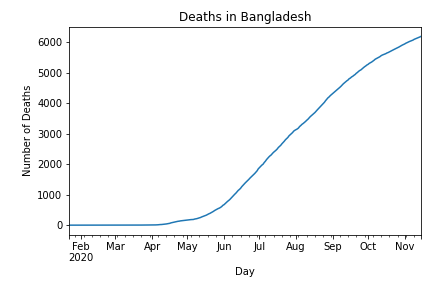 Deaths in Bangladesh
Number of Deaths
6000
5000
4000
3000
2000
1000
0
Feb Mar Apr May Jun Jul Aug Sep Oct Nov
2020
Day